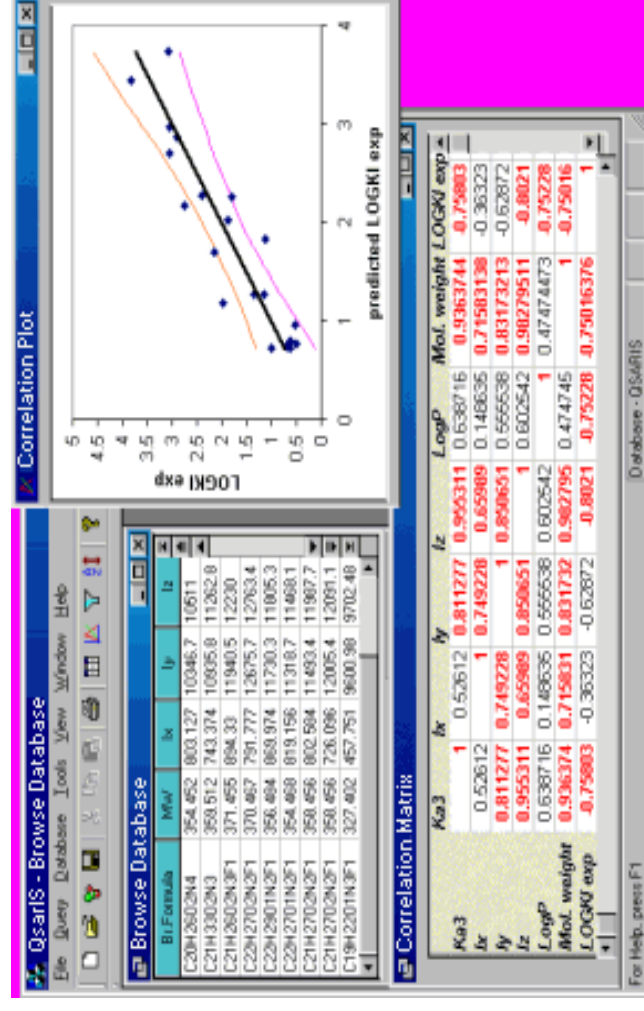 QsarIS - Browse Database
File Query Database Tools View Window Help
Browse Database
Br.Formula MW Ix Iy Iz
C20H26O2N4 354.452 803.127 10346.7 10511
C21H33O2N3 359.512 743.374 10935.8 11262.8
C21H26O2N3F1 371.455 894.33 11940.5 12230
C22H27O2N2F1 370.467 791.777 12675.7 12763.4
C22H29O1N2F1 356.484 869.974 11730.3 11805.3
C22H27O1N2F1 354.468 819.156 11318.7 11468.1
C21H27O2N2F1 358.456 802.584 11493.4 11987.7
C21H27O2N2F1 358.456 726.096 12005.4 12091.1
C19H22O1N3F1 327.402 457.751 9600.98 9702.48
Correlation Plot
LOGKI exp
5
4.5
4
3.5
3
2.5
2
1.5
1
0.5
0
0 1 2 3 4
predicted LOGKI exp
Correlation Matrix
Ka3 Ix Iy Iz LogP Mol. weight LOGKI exp
Ka3 1 0.52612 0.811277 0.955311 0.638716 0.9363744 -0.75803
Ix 0.52612 1 0.749228 0.65989 0.148635 0.71583138 -0.36323
Iy 0.811277 0.749228 1 0.850651 0.555538 0.83173213 -0.62872
Iz 0.955311 0.65989 0.850651 1 0.602542 0.98279511 -0.8021
LogP 0.638716 0.148635 0.555538 0.602542 1 0.47474473 -0.75228
Mol. weight 0.936374 0.715831 0.831732 0.982795 0.474745 1 -0.75016
LOGKI exp -0.75803 -0.36323 -0.62872 -0.8021 -0.75228 -0.75016376 1
For Help, press F1
Database - QSARIS